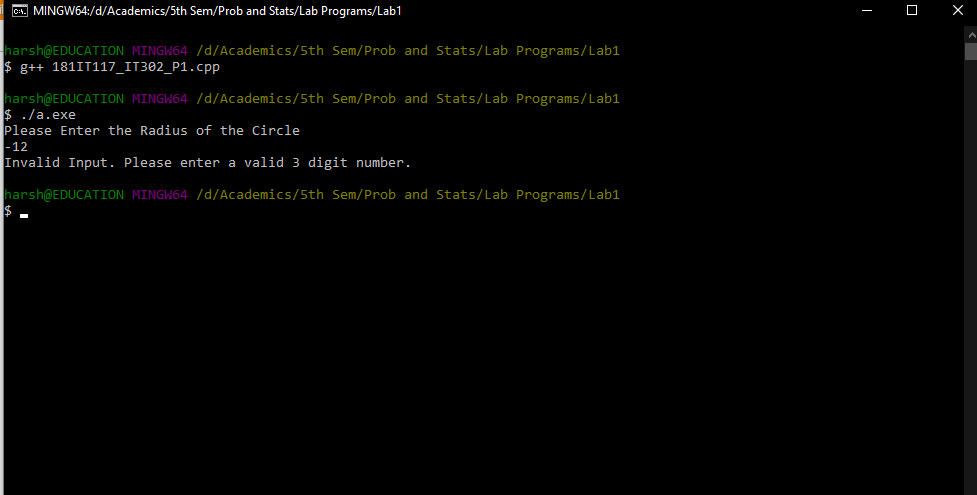 MINGW64:/d/Academics/5th Sem/Prob and Stats/Lab Programs/Lab1
harsh@EDUCATION MINGW64 /d/Academics/5th Sem/Prob and Stats/Lab Programs/Lab1
$ g++ 181IT117_IT302_P1.cpp
harsh@EDUCATION MINGW64 /d/Academics/5th Sem/Prob and Stats/Lab Programs/Lab1
$ ./a.exe
Please Enter the Radius of the Circle
-12
Invalid Input. Please enter a valid 3 digit number.
harsh@EDUCATION MINGW64 /d/Academics/5th Sem/Prob and Stats/Lab Programs/Lab1
$